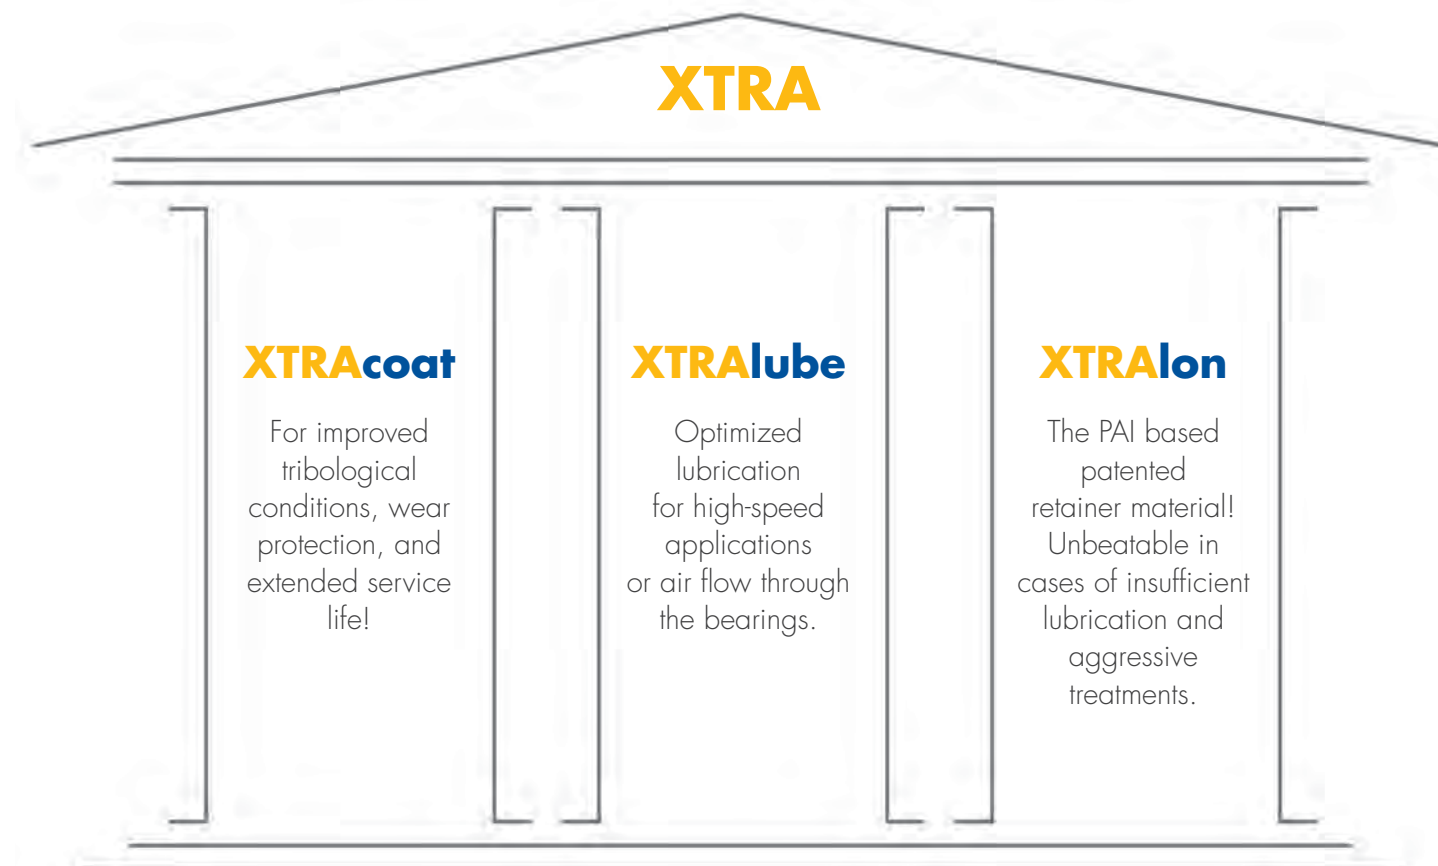 XTRA
XTRAcoat
For improved
tribological
conditions, wear
protection, and
extended service
life!
XTRAlube
Optimized
lubrication
for high-speed
applications
or air flow through
the bearings.
XTRAlon
The PAI based
patented
retainer material!
Unbeatable in
cases of insufficient
lubrication and
aggressive
treatments.